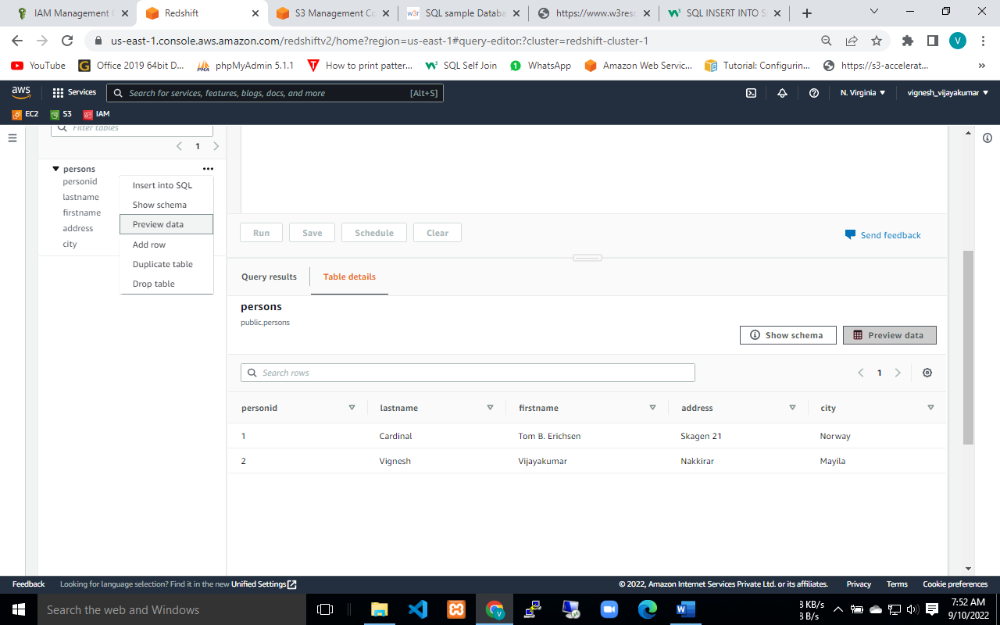 IAM Management C
Redshift
S3 Management Co
w3r
SQL sample Databa
https://www.w3resc
SQL INSERT INTO S
us-east-1.console.aws.amazon.com/redshiftv2/home?region=us-east-1#query-editor:?cluster=redshift-cluster-1
V
YouTube
G
Office 2019 64bit D...
PMA
phpMyAdmin 5.1.1
How to print patter...
SQL Self Join
1
WhatsApp
Amazon Web Servic...
Tutorial: Configurin...
https://s3-accelerat...
»
aws
Services
Search for services, features, blogs, docs, and more
[Alt+S]
N. Virginia
vignesh_vijayakumar
EC2
S3
IAM
Filter tables
1
persons
personid
lastname
firstname
address
city
Insert into SQL
Show schema
Preview data
Add row
Duplicate table
Drop table
Run
Save
Schedule
Clear
Send feedback
Query results
Table details
persons
public.persons
Show schema
Preview data
Search rows
1
personid lastname firstname address city
1 Cardinal Tom B. Erichsen Skagen 21 Norway
2 Vignesh Vijayakumar Nakkirar Mayila
Feedback
Looking for language selection? Find it in the new Unified Settings
© 2022, Amazon Internet Services Private Ltd. or its affiliates.
Privacy
Terms
Cookie preferences
Search the web and Windows
3 KB/s
3 B/s
7:52 AM
9/10/2022